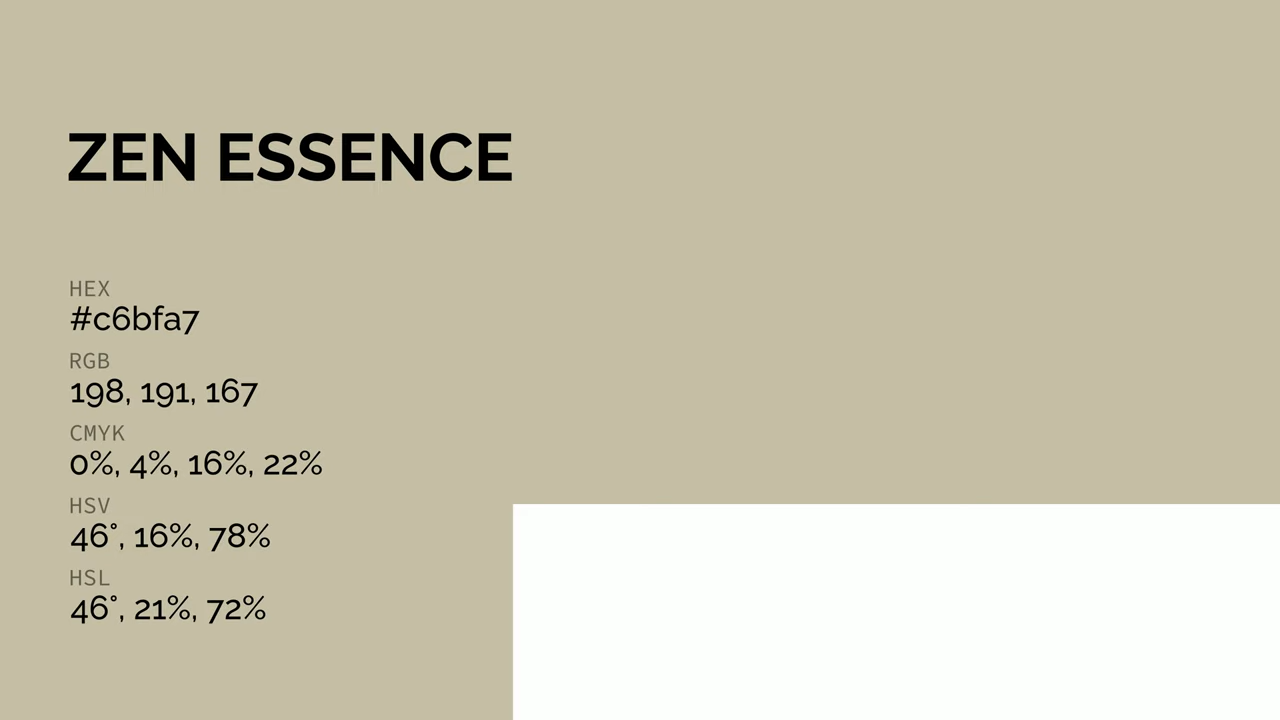 ZEN ESSENCE
HEX
#c6bfa7
RGB
198, 191, 167
CMYK
0%, 4%, 16%, 22%
HSV
46°, 16%, 78%
HSL
46°, 21%, 72%